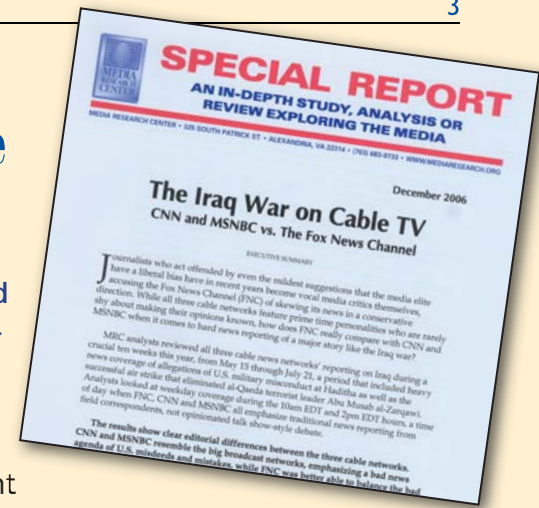 3
e
d
nt
MEDIA
RESEARCH
CENTER
SPECIAL REPORT
AN IN-DEPTH STUDY, ANALYSIS OR
REVIEW EXPLORING THE MEDIA
MEDIA RESEARCH CENTER • 325 SOUTH PATRICK ST. • ALEXANDRIA, VA 22314 • (703) 683-9733 • WWW.MEDIARESEARCH.ORG
December 2006
The Iraq War on Cable TV
CNN and MSNBC vs. The Fox News Channel
EXECUTIVE SUMMARY
Journalists who act offended by even the mildest suggestions that the media elite
have a liberal bias have in recent years become vocal media critics themselves,
accusing the Fox News Channel (FNC) of skewing its news in a conservative
direction. While all three cable networks feature prime time personalities who are rarely
shy about making their opinions known, how does FNC really compare with CNN and
MSNBC when it comes to hard news reporting of a major story like the Iraq war?
MRC analysts reviewed all three cable news networks' reporting on Iraq during a
crucial ten weeks this year, from May 15 through July 21, a period that included heavy
news coverage of allegations of U.S. military misconduct at Haditha as well as the
successful air strike that eliminated al-Qaeda terrorist leader Abu Musab al-Zarqawi.
Analysts looked at weekday coverage during the 10am EDT and 2pm EDT hours, a time
of day when FNC, CNN and MSNBC all emphasize traditional news reporting from
field correspondents, not opinionated talk show-style debate.
The results show clear editorial differences between the three cable networks.
CNN and MSNBC resemble the big broadcast networks, emphasizing a bad news
agenda of U.S. misdeeds and mistakes, while FNC was better able to balance the bad